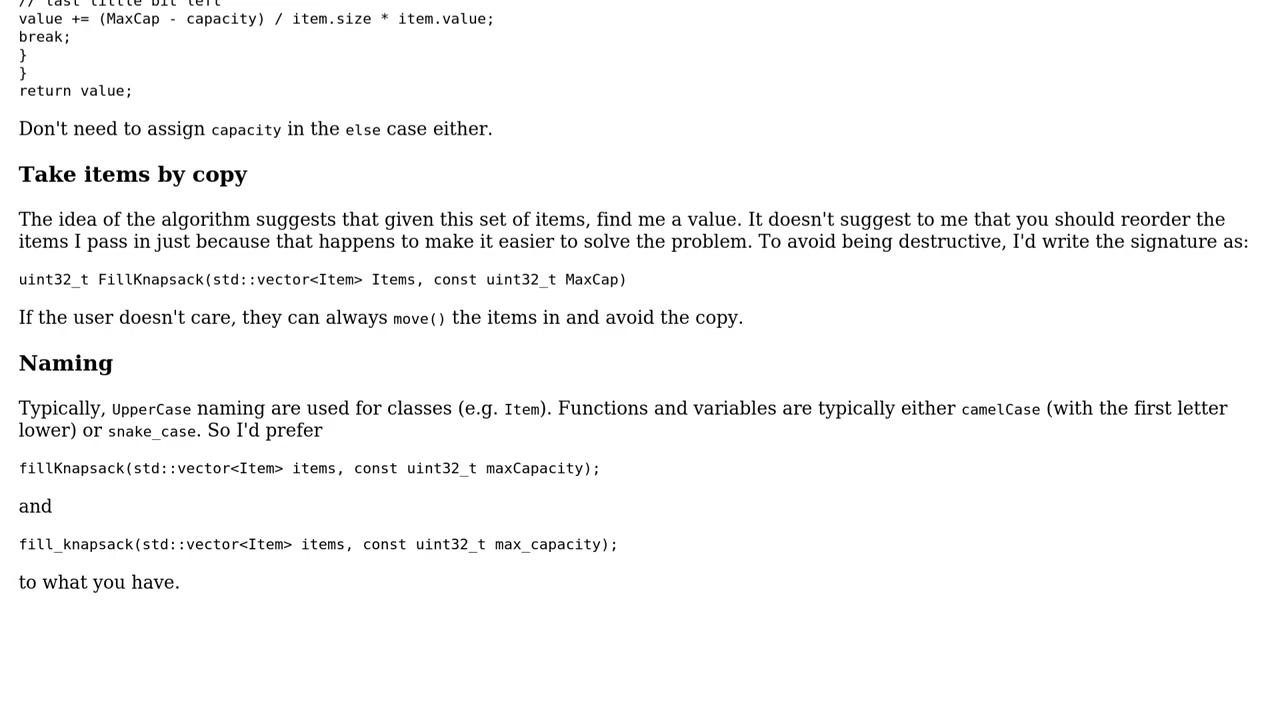 // last little bit left
value += (MaxCap - capacity) / item.size * item.value;
break;
}
}
return value;
Don't need to assign capacity in the else case either.
Take items by copy
The idea of the algorithm suggests that given this set of items, find me a value. It doesn't suggest to me that you should reorder the
items I pass in just because that happens to make it easier to solve the problem. To avoid being destructive, I'd write the signature as:
uint32_t FillKnapsack(std::vector<Item> Items, const uint32_t MaxCap)
If the user doesn't care, they can always move() the items in and avoid the copy.
Naming
Typically, UpperCase naming are used for classes (e.g. Item). Functions and variables are typically either camelCase (with the first letter
lower) or snake_case. So I'd prefer
fillKnapsack(std::vector<Item> items, const uint32_t maxCapacity);
and
fill_knapsack(std::vector<Item> items, const uint32_t max_capacity);
to what you have.